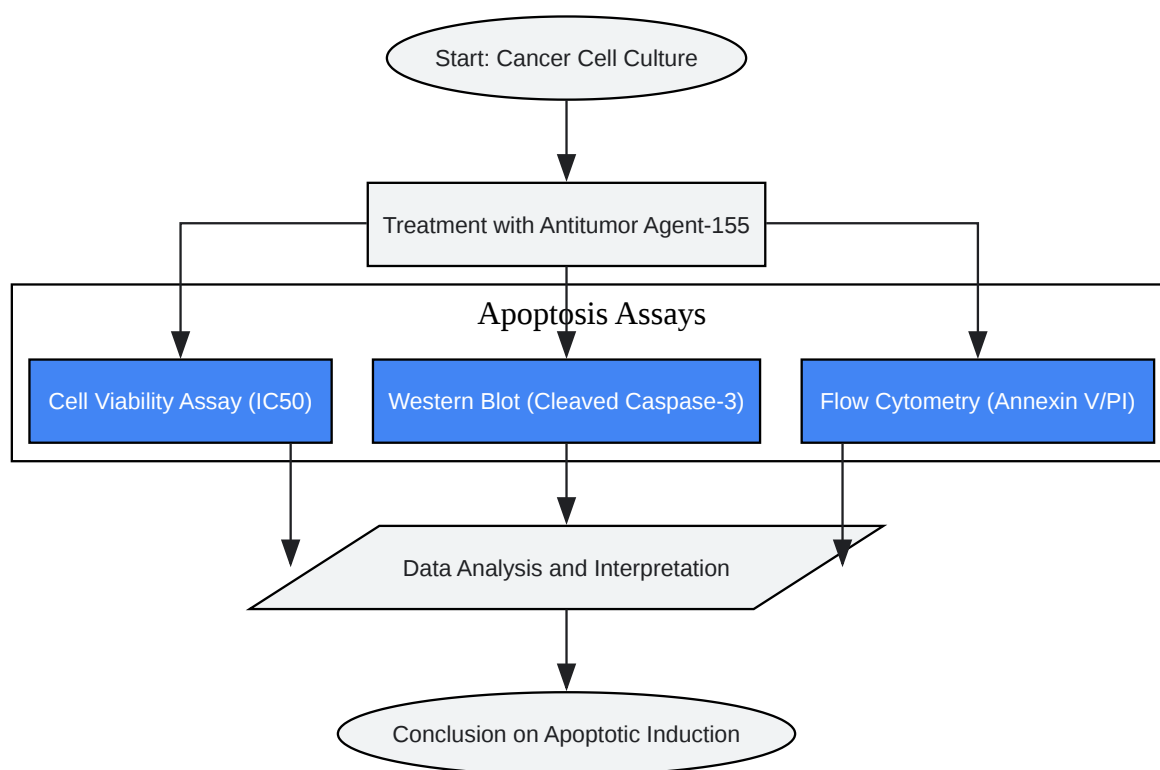 Start: Cancer Cell Culture
Treatment with Antitumor Agent-155
Apoptosis Assays
Cell Viability Assay (IC50)
Western Blot (Cleaved Caspase-3)
Flow Cytometry (Annexin V/PI)
Data Analysis and Interpretation
Conclusion on Apoptotic Induction